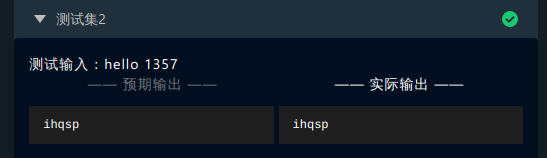 测试集2
测试输入：hello 1357
—— 预期输出 —— —— 实际输出 ——
ihqsp ihqsp